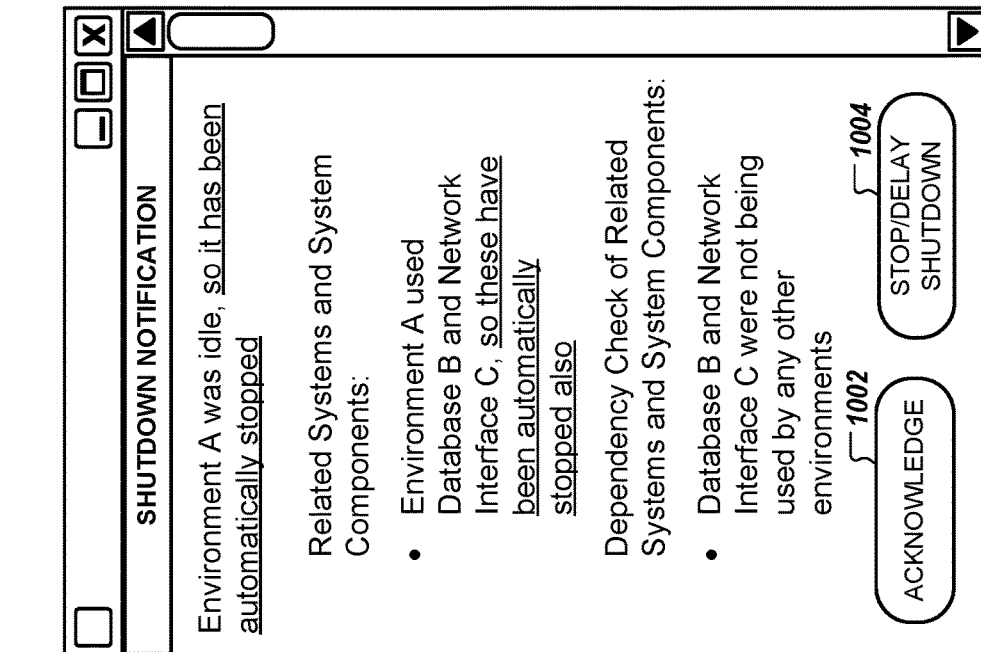 SHUTDOWN NOTIFICATION
Environment A was idle, so it has been
automatically stopped
Related Systems and System
Components:
• Environment A used
Database B and Network
Interface C, so these have
been automatically
stopped also
Dependency Check of Related
Systems and System Components:
• Database B and Network
Interface C were not being
used by any other
environments
1002
1004
ACKNOWLEDGE
STOP/DELAY
SHUTDOWN